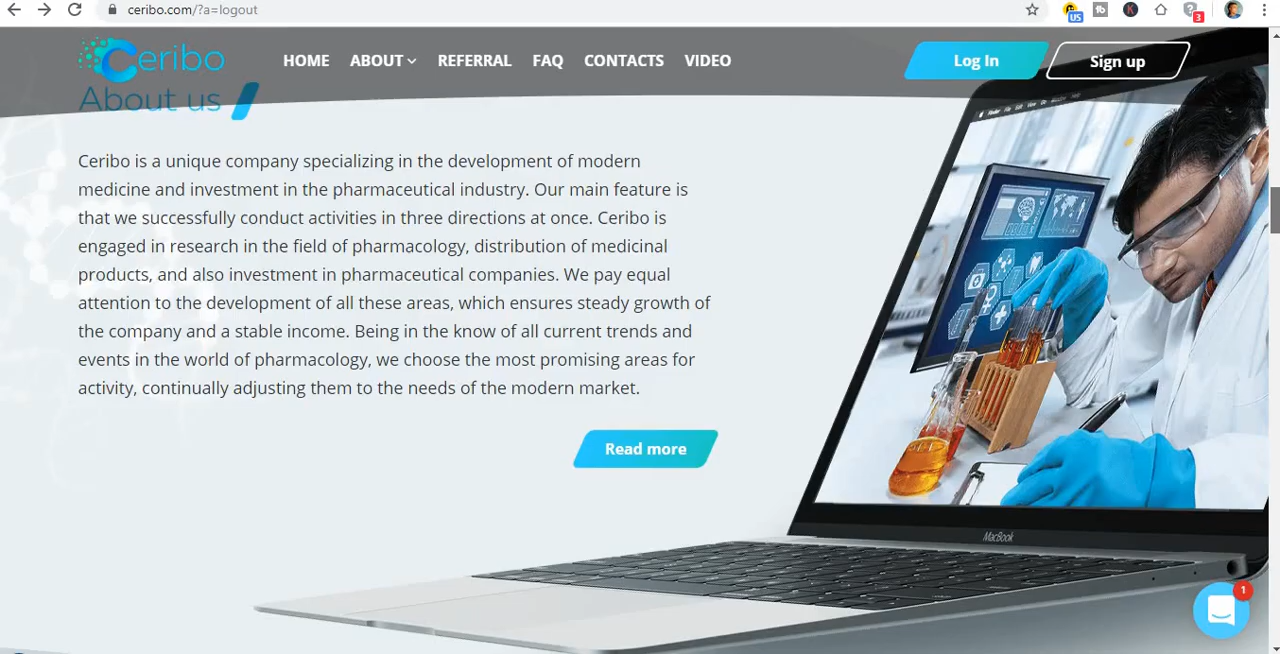 ceribo.com/?a=logout
US
3
Ceribo
HOME ABOUT REFERRAL FAQ CONTACTS VIDEO
Log In
Sign up
About us
Ceribo is a unique company specializing in the development of modern
medicine and investment in the pharmaceutical industry. Our main feature is
that we successfully conduct activities in three directions at once. Ceribo is
engaged in research in the field of pharmacology, distribution of medicinal
products, and also investment in pharmaceutical companies. We pay equal
attention to the development of all these areas, which ensures steady growth of
the company and a stable income. Being in the know of all current trends and
events in the world of pharmacology, we choose the most promising areas for
activity, continually adjusting them to the needs of the modern market.
Read more
MacBook
1